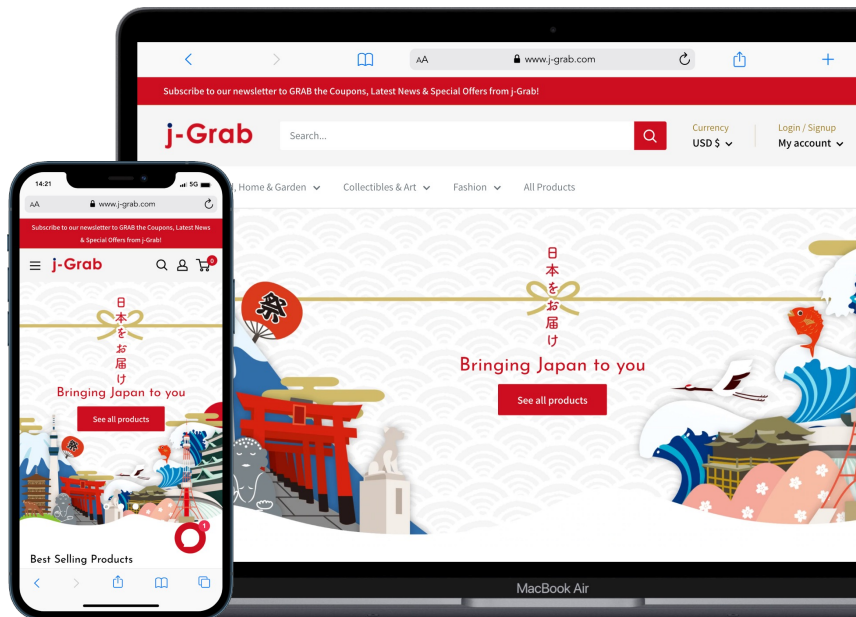 AA
www.j-grab.com
Subscribe to our newsletter to GRAB the Coupons, Latest News & Special Offers from j-Grab!
j-Grab
Search...
Currency
USD $
Login / Signup
My account
Home & Garden
Collectibles & Art
Fashion
All Products
祭
日本をお届け
Bringing Japan to you
See all products
MacBook Air
14:21
5G
AA
www.j-grab.com
Subscribe to our newsletter to GRAB the Coupons, Latest News
& Special Offers from j-Grab!
j-Grab
0
日本をお届け
Bringing Japan to you
See all products
祭
1
Best Selling Products